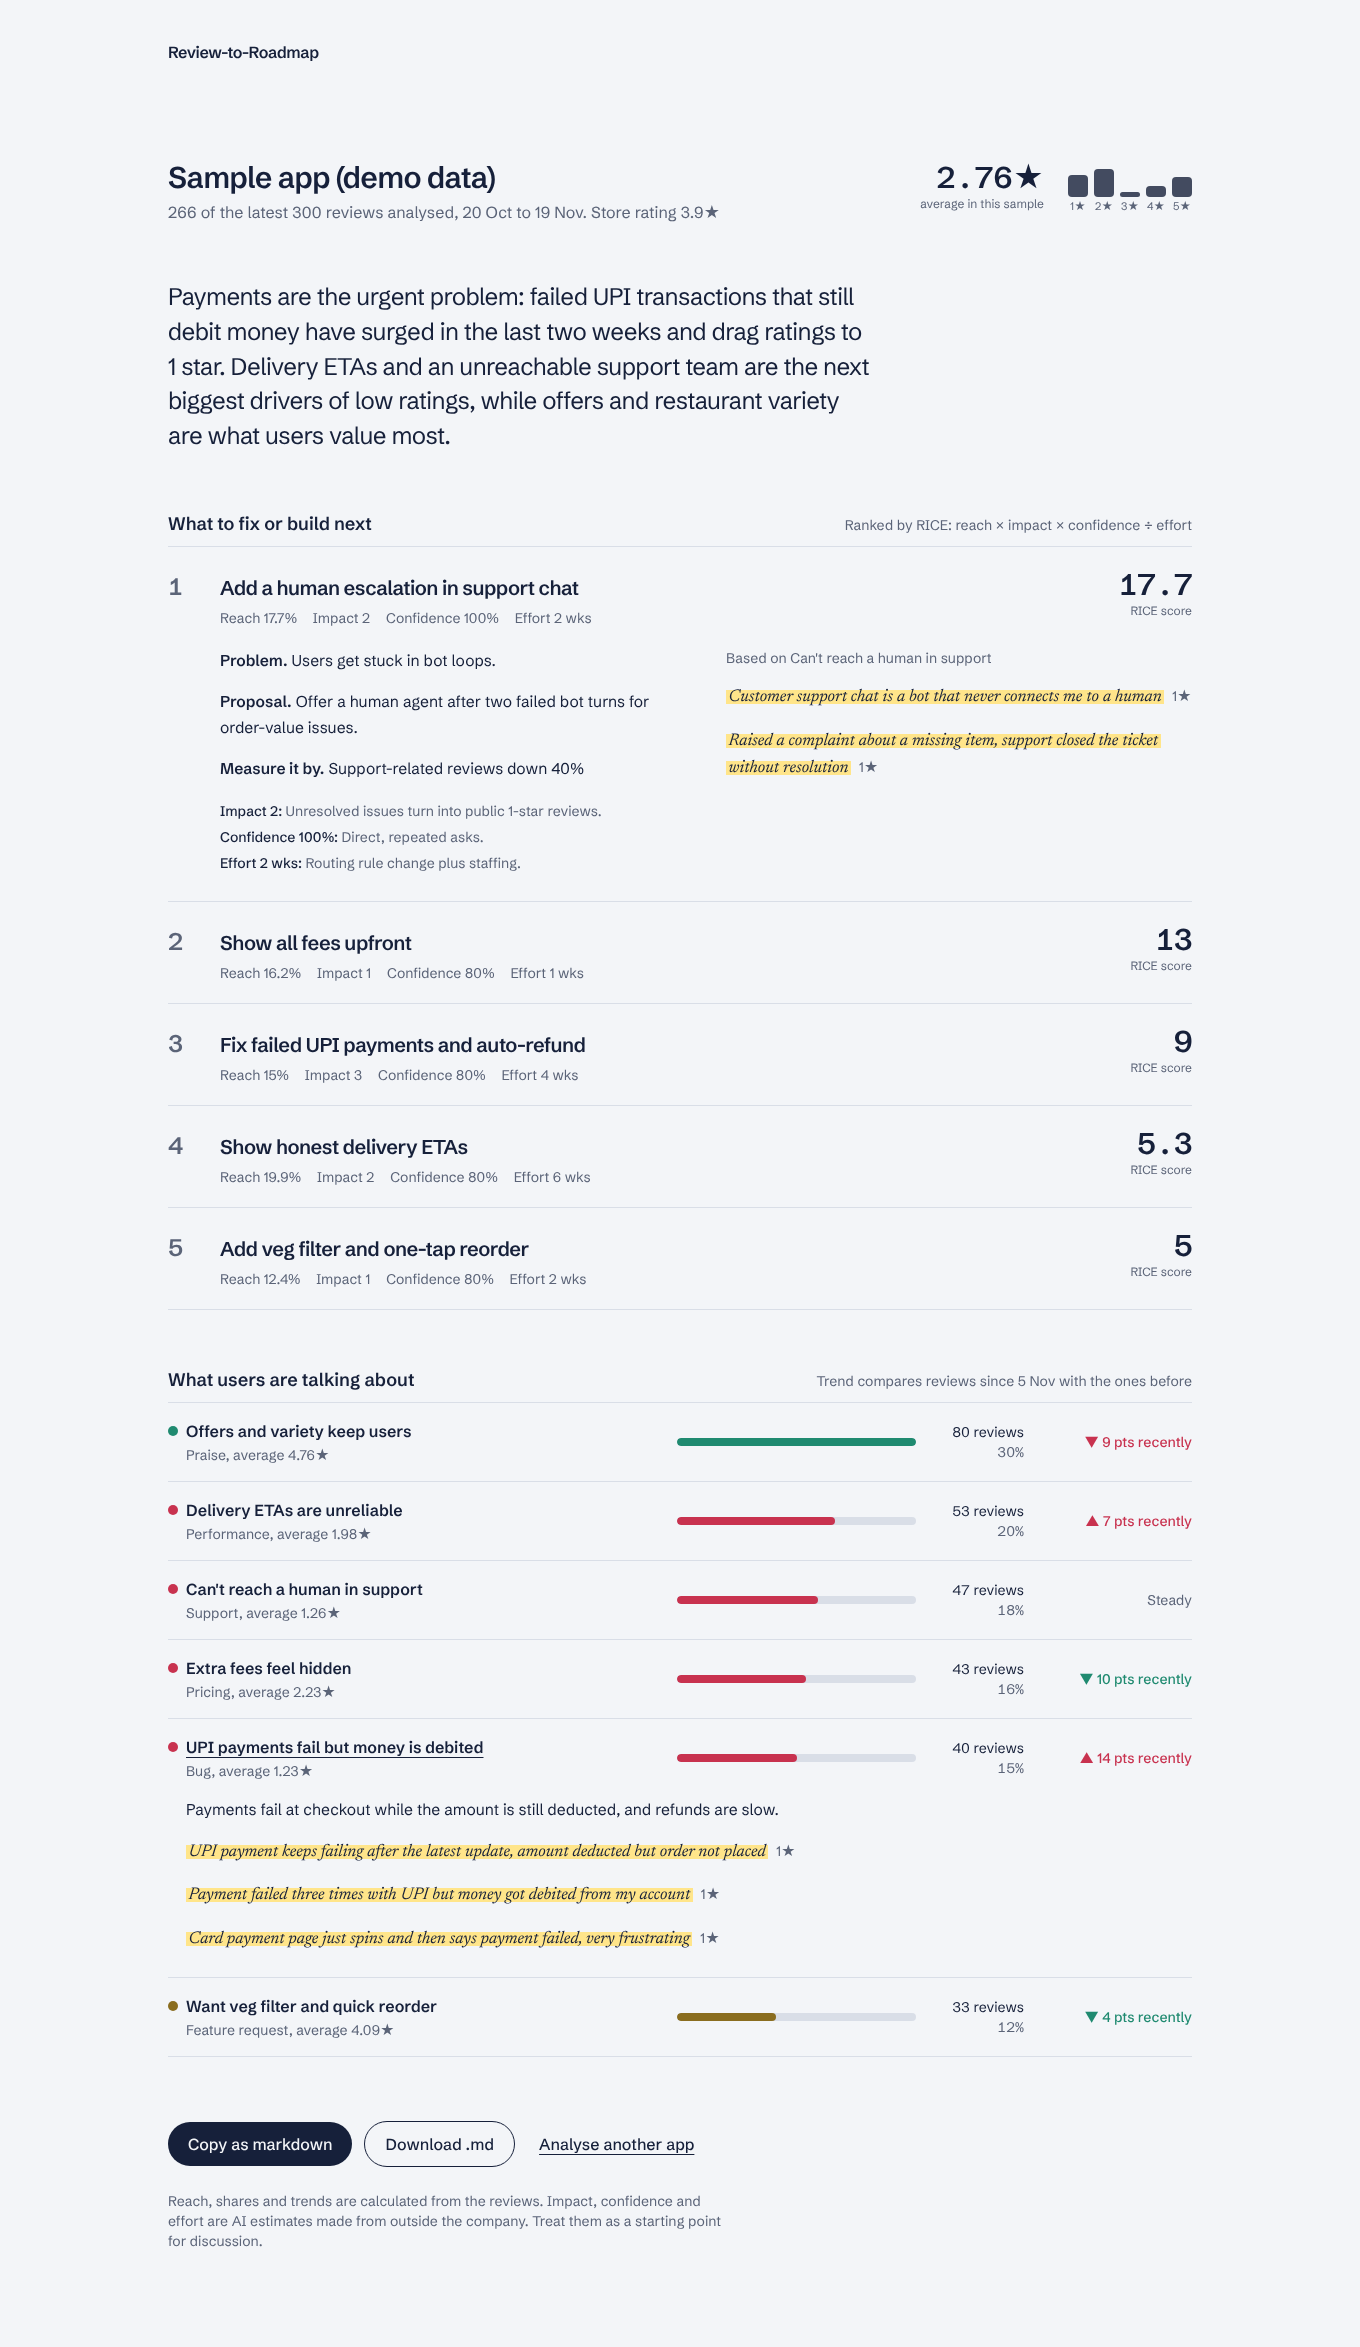 Review-to-Roadmap
Sample app (demo data)
266 of the latest 300 reviews analysed, 20 Oct to 19 Nov. Store rating 3.9★
2.76★
average in this sample
1★ 2★ 3★ 4★ 5★
Payments are the urgent problem: failed UPI transactions that still
debit money have surged in the last two weeks and drag ratings to
1 star. Delivery ETAs and an unreachable support team are the next
biggest drivers of low ratings, while offers and restaurant variety
are what users value most.
What to fix or build next
Ranked by RICE: reach × impact × confidence ÷ effort
1
Add a human escalation in support chat
Reach 17.7% Impact 2 Confidence 100% Effort 2 wks
17.7
RICE score
Problem. Users get stuck in bot loops.
Proposal. Offer a human agent after two failed bot turns for
order-value issues.
Measure it by. Support-related reviews down 40%
Impact 2: Unresolved issues turn into public 1-star reviews.
Confidence 100%: Direct, repeated asks.
Effort 2 wks: Routing rule change plus staffing.
Based on Can't reach a human in support
Customer support chat is a bot that never connects me to a human 1★
Raised a complaint about a missing item, support closed the ticket
without resolution 1★
2
Show all fees upfront
Reach 16.2% Impact 1 Confidence 80% Effort 1 wks
13
RICE score
3
Fix failed UPI payments and auto-refund
Reach 15% Impact 3 Confidence 80% Effort 4 wks
9
RICE score
4
Show honest delivery ETAs
Reach 19.9% Impact 2 Confidence 80% Effort 6 wks
5.3
RICE score
5
Add veg filter and one-tap reorder
Reach 12.4% Impact 1 Confidence 80% Effort 2 wks
5
RICE score
What users are talking about
Trend compares reviews since 5 Nov with the ones before
Offers and variety keep users
Praise, average 4.76★
80 reviews
30%
▼ 9 pts recently
Delivery ETAs are unreliable
Performance, average 1.98★
53 reviews
20%
▲ 7 pts recently
Can't reach a human in support
Support, average 1.26★
47 reviews
18%
Steady
Extra fees feel hidden
Pricing, average 2.23★
43 reviews
16%
▼ 10 pts recently
UPI payments fail but money is debited
Bug, average 1.23★
40 reviews
15%
▲ 14 pts recently
Payments fail at checkout while the amount is still deducted, and refunds are slow.
UPI payment keeps failing after the latest update, amount deducted but order not placed 1★
Payment failed three times with UPI but money got debited from my account 1★
Card payment page just spins and then says payment failed, very frustrating 1★
Want veg filter and quick reorder
Feature request, average 4.09★
33 reviews
12%
▼ 4 pts recently
Copy as markdown
Download .md
Analyse another app
Reach, shares and trends are calculated from the reviews. Impact, confidence and
effort are AI estimates made from outside the company. Treat them as a starting point
for discussion.